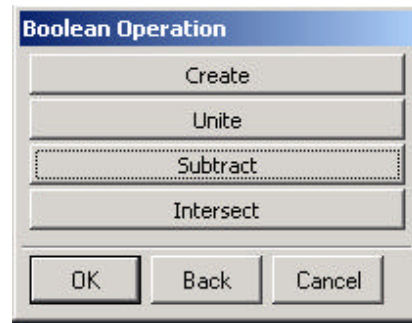 Boolean Operation
Create
Unite
Subtract
Intersect
OK Back Cancel